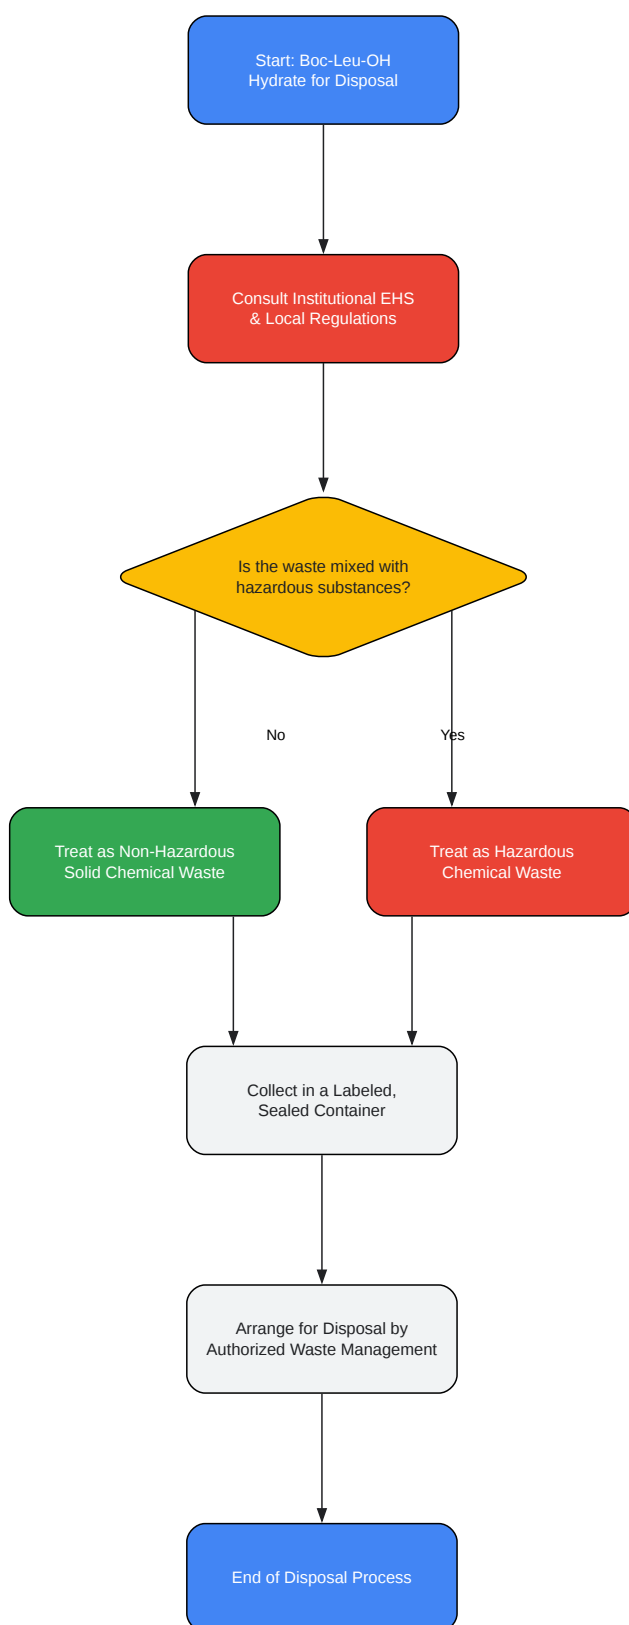 Start: Boc-Leu-OH
Hydrate for Disposal
Consult Institutional EHS
& Local Regulations
Is the waste mixed with
hazardous substances?
No
Yes
Treat as Non-Hazardous
Solid Chemical Waste
Treat as Hazardous
Chemical Waste
Collect in a Labeled,
Sealed Container
Arrange for Disposal by
Authorized Waste Management
End of Disposal Process